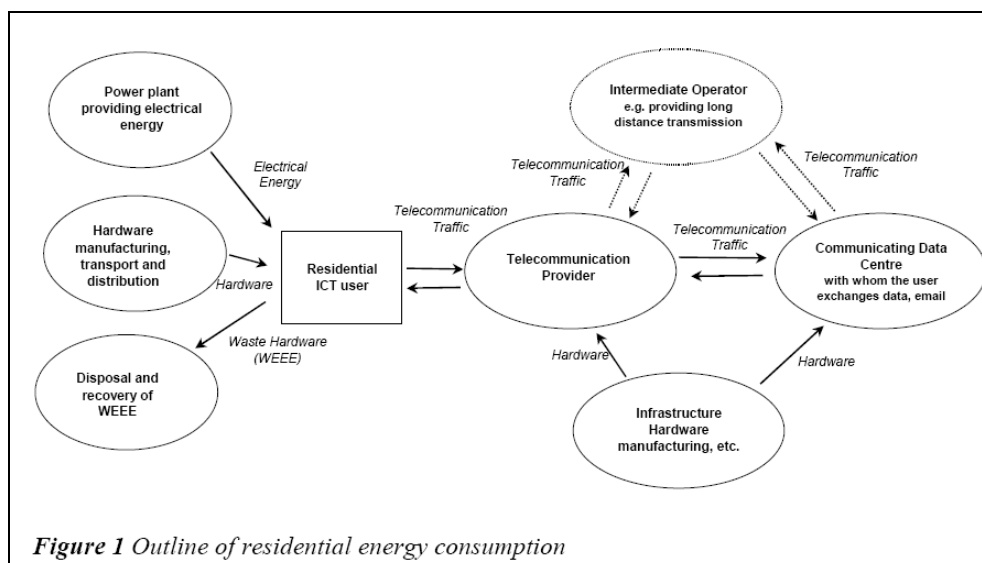 Power plant
providing electrical
energy
Electrical
Energy
Hardware
manufacturing,
transport and
distribution
Hardware
Residential
ICT user
Waste Hardware
(WEEE)
Disposal and
recovery of
WEEE
Telecommunication
Traffic
Telecommunication
Provider
Intermediate Operator
e.g. providing long
distance transmission
Telecommunication
Traffic
Telecommunication
Traffic
Telecommunication
Traffic
Communicating Data
Centre
with whom the user
exchanges data, email
Hardware
Hardware
Infrastructure
Hardware
manufacturing, etc.
Figure 1 Outline of residential energy consumption